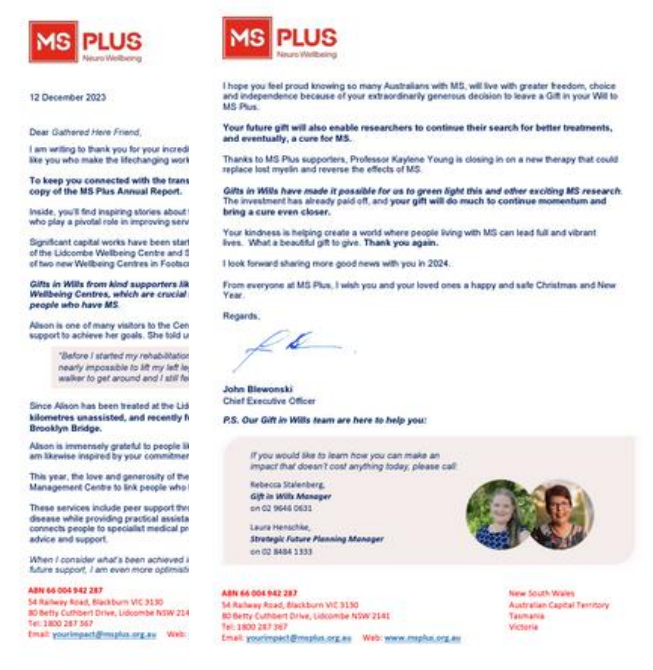 MS PLUS
Neuro Wellbeing
12 December 2023
Dear Gathered Here Friend,
I am writing to thank you for your incredi
like you who make the lifechanging work
To keep you connected with the trans
copy of the MS Plus Annual Report.
Inside, you'll find inspiring stories about
who play a pivotal role in improving serv
Significant capital works have been start
of the Lidcombe Wellbeing Centre and S
of two new Wellbeing Centres in Footscr
Gifts in Wills from kind supporters lik
Wellbeing Centres, which are crucial
people who have MS.
Alison is one of many visitors to the Cen
support to achieve her goals. She told u
"Before I started my rehabilitation
nearly impossible to lift my left le
walker to get around and I still fe
Since Alison has been treated at the Lid
kilometres unassisted, and recently f
Brooklyn Bridge.
Alison is immensely grateful to people li
am likewise inspired by your commitmer
This year, the love and generosity of the
Management Centre to link people who
These services include peer support thr
disease while providing practical assista
connects people to specialist medical pr
advice and support.
When I consider what's been achieved i
future support, I am even more optimisti
ABN 66 004 942 287
54 Railway Road, Blackburn VIC 3130
80 Betty Cuthbert Drive, Lidcombe NSW 214
Tel: 1800 287 367
Email: yourimpact@msplus.org.au Web:
MS PLUS
Neuro Wellbeing
I hope you feel proud knowing so many Australians with MS, will live with greater freedom, choice
and independence because of your extraordinarily generous decision to leave a Gift in your Will to
MS Plus.
Your future gift will also enable researchers to continue their search for better treatments,
and eventually, a cure for MS.
Thanks to MS Plus supporters, Professor Kaylene Young is closing in on a new therapy that could
replace lost myelin and reverse the effects of MS.
Gifts in Wills have made it possible for us to green light this and other exciting MS research.
The investment has already paid off, and your gift will do much to continue momentum and
bring a cure even closer.
Your kindness is helping create a world where people living with MS can lead full and vibrant
lives. What a beautiful gift to give. Thank you again.
I look forward sharing more good news with you in 2024.
From everyone at MS Plus, I wish you and your loved ones a happy and safe Christmas and New
Year.
Regards,
John Blewonski
Chief Executive Officer
P.S. Our Gift in Wills team are here to help you:
If you would like to learn how you can make an
impact that doesn't cost anything today, please call:
Rebecca Stalenberg,
Gift in Wills Manager
on 02 9646 0631
Laura Henschke,
Strategic Future Planning Manager
on 02 8484 1333
ABN 66 004 942 287
54 Railway Road, Blackburn VIC 3130
80 Betty Cuthbert Drive, Lidcombe NSW 2141
Tel: 1800 287 367
Email: yourimpact@msplus.org.au Web: www.msplus.org.au
New South Wales
Australian Capital Territory
Tasmania
Victoria